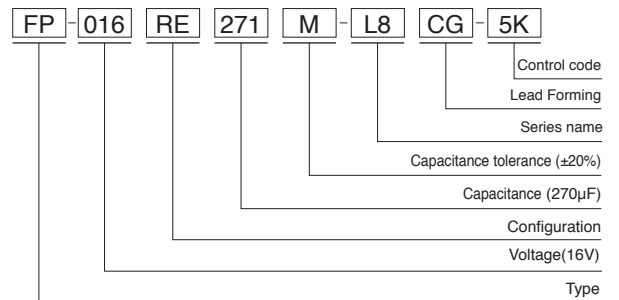 FP-016 RE 271 M-L8 CG-5K
Control code
Lead Forming
Series name
Capacitance tolerance (±20%)
Capacitance (270μF)
Configuration
Voltage(16V)
Type